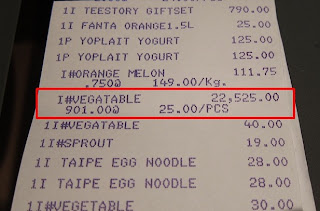 1I TEESTORY GIFTSET 790.00
1I FANTA ORANGE1.5L 25.00
1P YOPLAIT YOGURT 125.00
1P YOPLAIT YOGURT 125.00
I#ORANGE MELON 111.75
.750@ 149.00/Kg.
I#VEGATABLE 22,525.00
901.00@ 25.00/PCS
1I#VEGATABLE 40.00
1I#SPROUT 19.00
1I TAIPE EGG NOODLE 28.00
1I TAIPE EGG NOODLE 28.00
1I#VEGETABLE 30.00